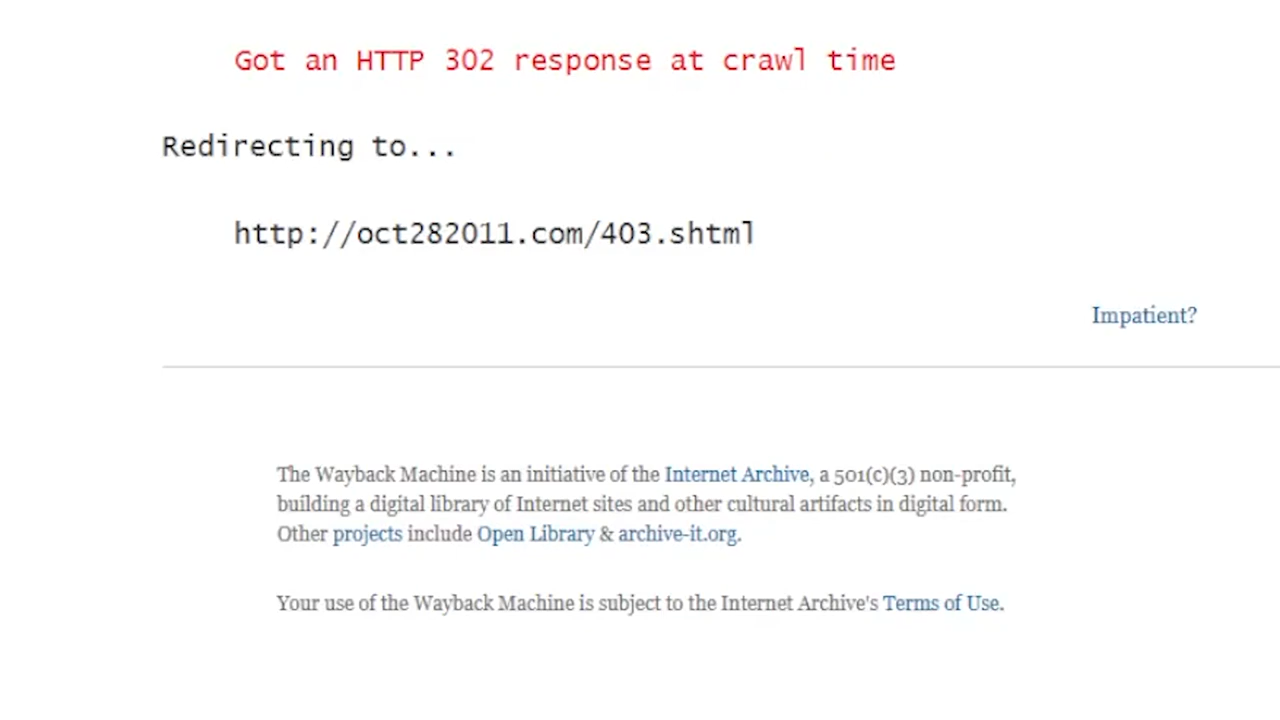 Got an HTTP 302 response at crawl time
Redirecting to...
http://oct282011.com/403.shtml
Impatient?
The Wayback Machine is an initiative of the Internet Archive, a 501(c)(3) non-profit,
building a digital library of Internet sites and other cultural artifacts in digital form.
Other projects include Open Library & archive-it.org.
Your use of the Wayback Machine is subject to the Internet Archive's Terms of Use.